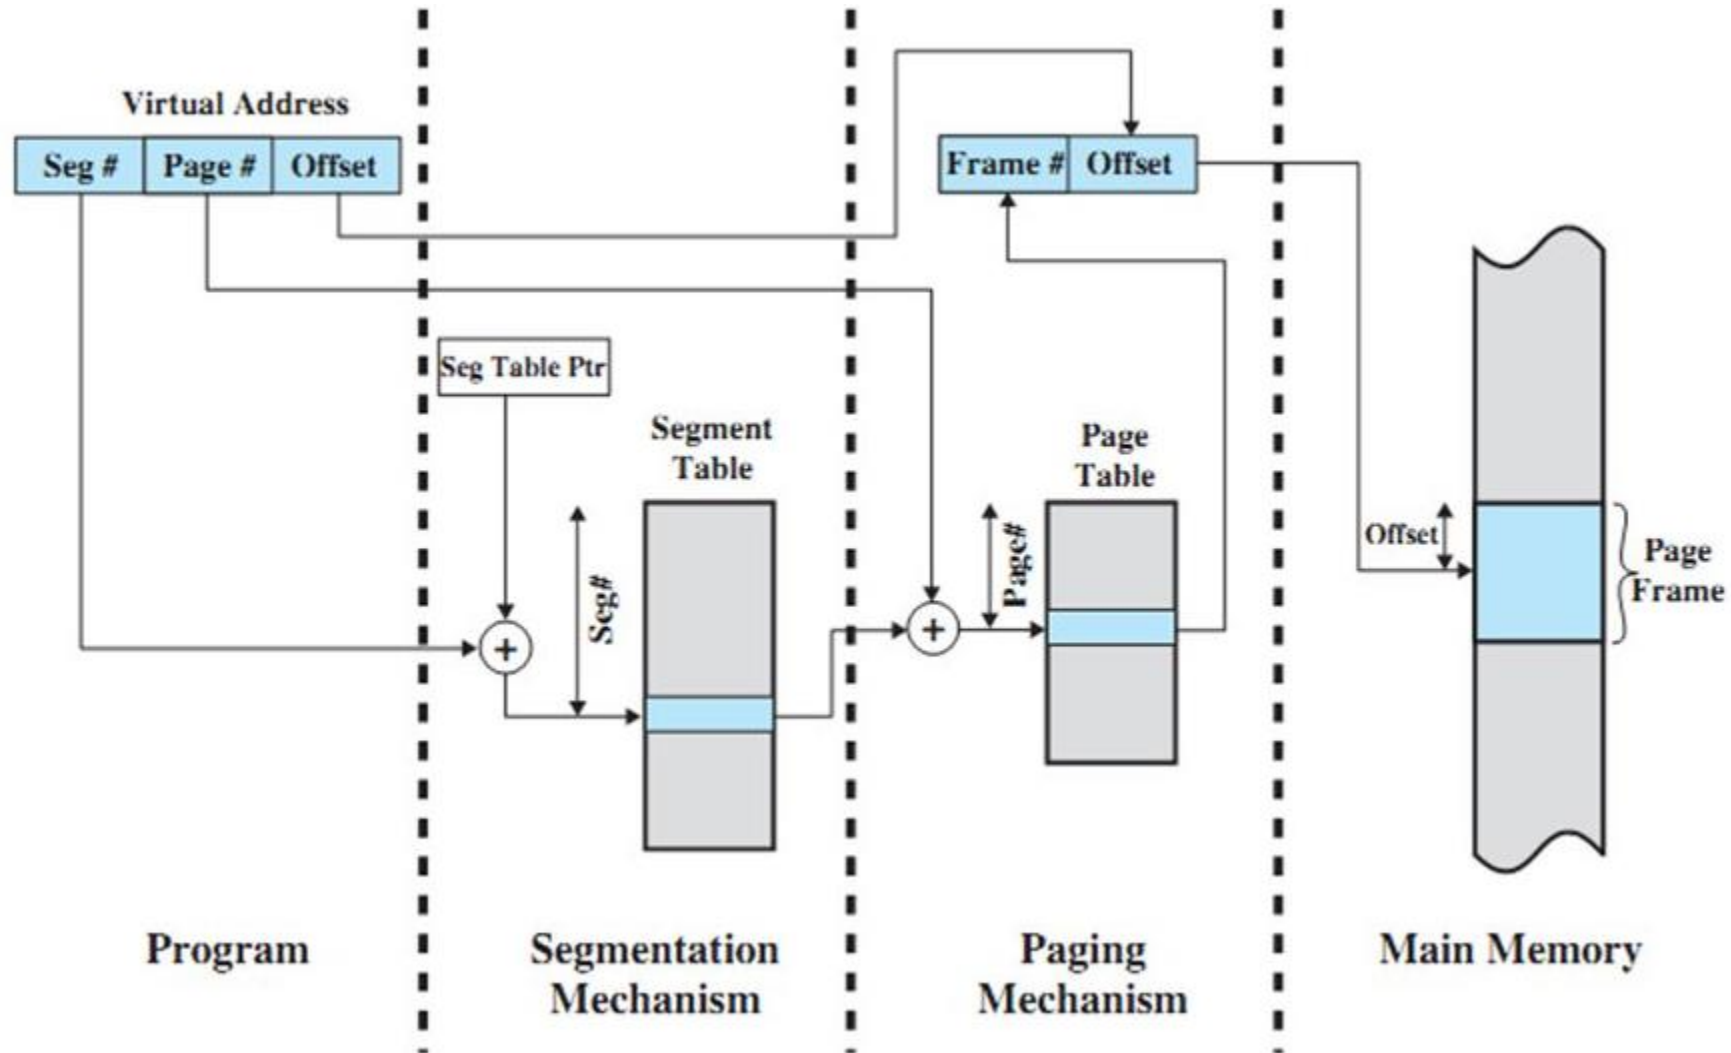 Virtual Address
Seg #
Page #
Offset
Frame #
Offset
Seg Table Ptr
Segment
Table
Page
Table
Seg#
Page#
+
+
Offset
Page
Frame
Program
Segmentation
Mechanism
Paging
Mechanism
Main Memory